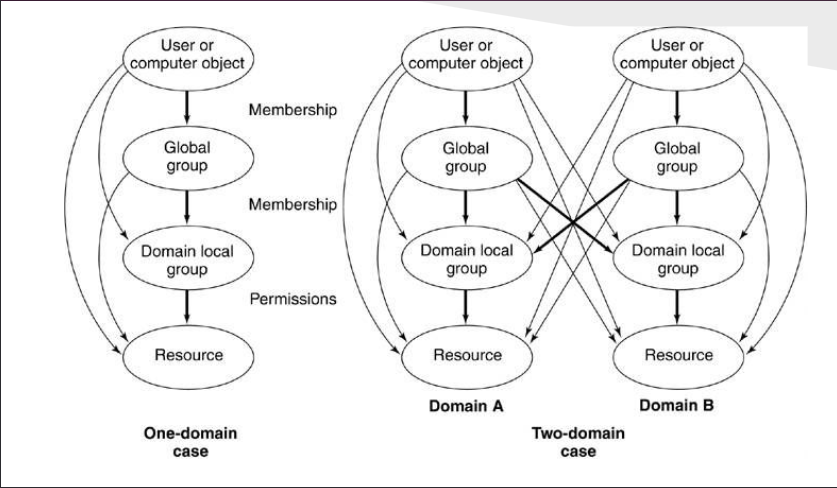 User or
computer object
Membership
Global
group
Membership
Domain local
group
Permissions
Resource
One-domain
case
User or
computer object
Global
group
Domain local
group
Resource
Domain A
User or
computer object
Global
group
Domain local
group
Resource
Domain B
Two-domain
case